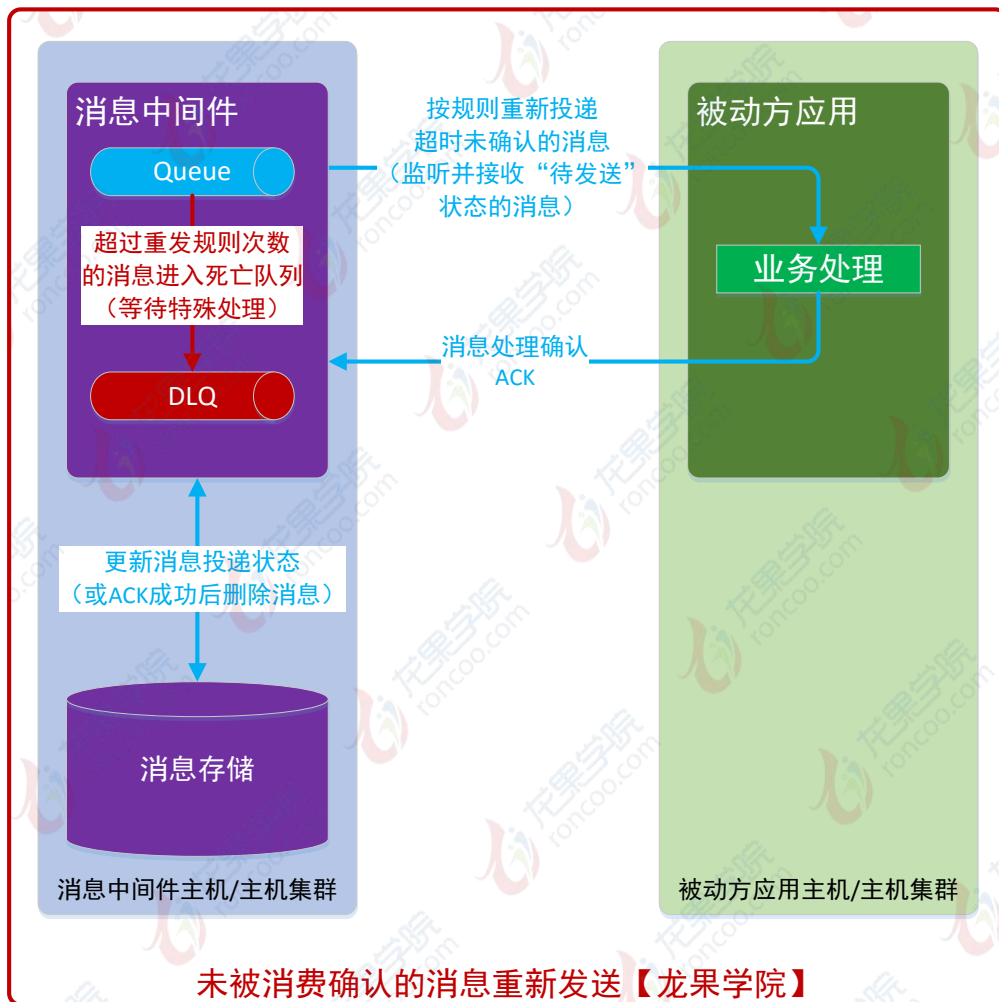 消息中间件
Queue
超过重发规则次数
的消息进入死亡队列
（等待特殊处理）
DLQ
按规则重新投递
超时未确认的消息
（监听并接收“待发送”
状态的消息）
被动方应用
业务处理
消息处理确认
ACK
更新消息投递状态
（或ACK成功后删除消息）
消息存储
消息中间件主机/主机集群
被动方应用主机/主机集群
未被消费确认的消息重新发送【龙果学院】
龙果学院
roncoo.com